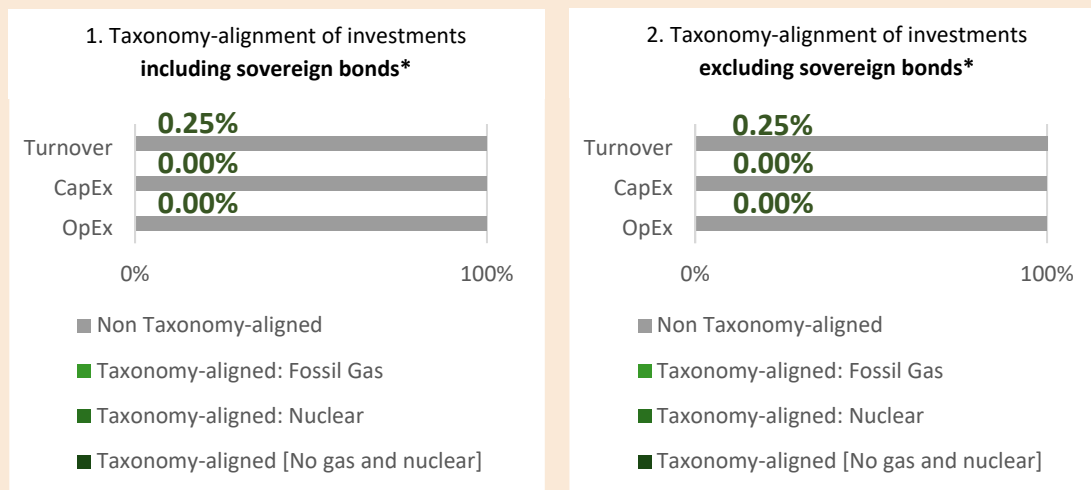 1. Taxonomy-alignment of investments
including sovereign bonds*
0.25%
Turnover
0.00%
CapEx
0.00%
OpEx
0%
100%
Non Taxonomy-aligned
Taxonomy-aligned: Fossil Gas
Taxonomy-aligned: Nuclear
Taxonomy-aligned [No gas and nuclear]
2. Taxonomy-alignment of investments
excluding sovereign bonds*
0.25%
Turnover
0.00%
CapEx
0.00%
OpEx
0%
100%
Non Taxonomy-aligned
Taxonomy-aligned: Fossil Gas
Taxonomy-aligned: Nuclear
Taxonomy-aligned [No gas and nuclear]